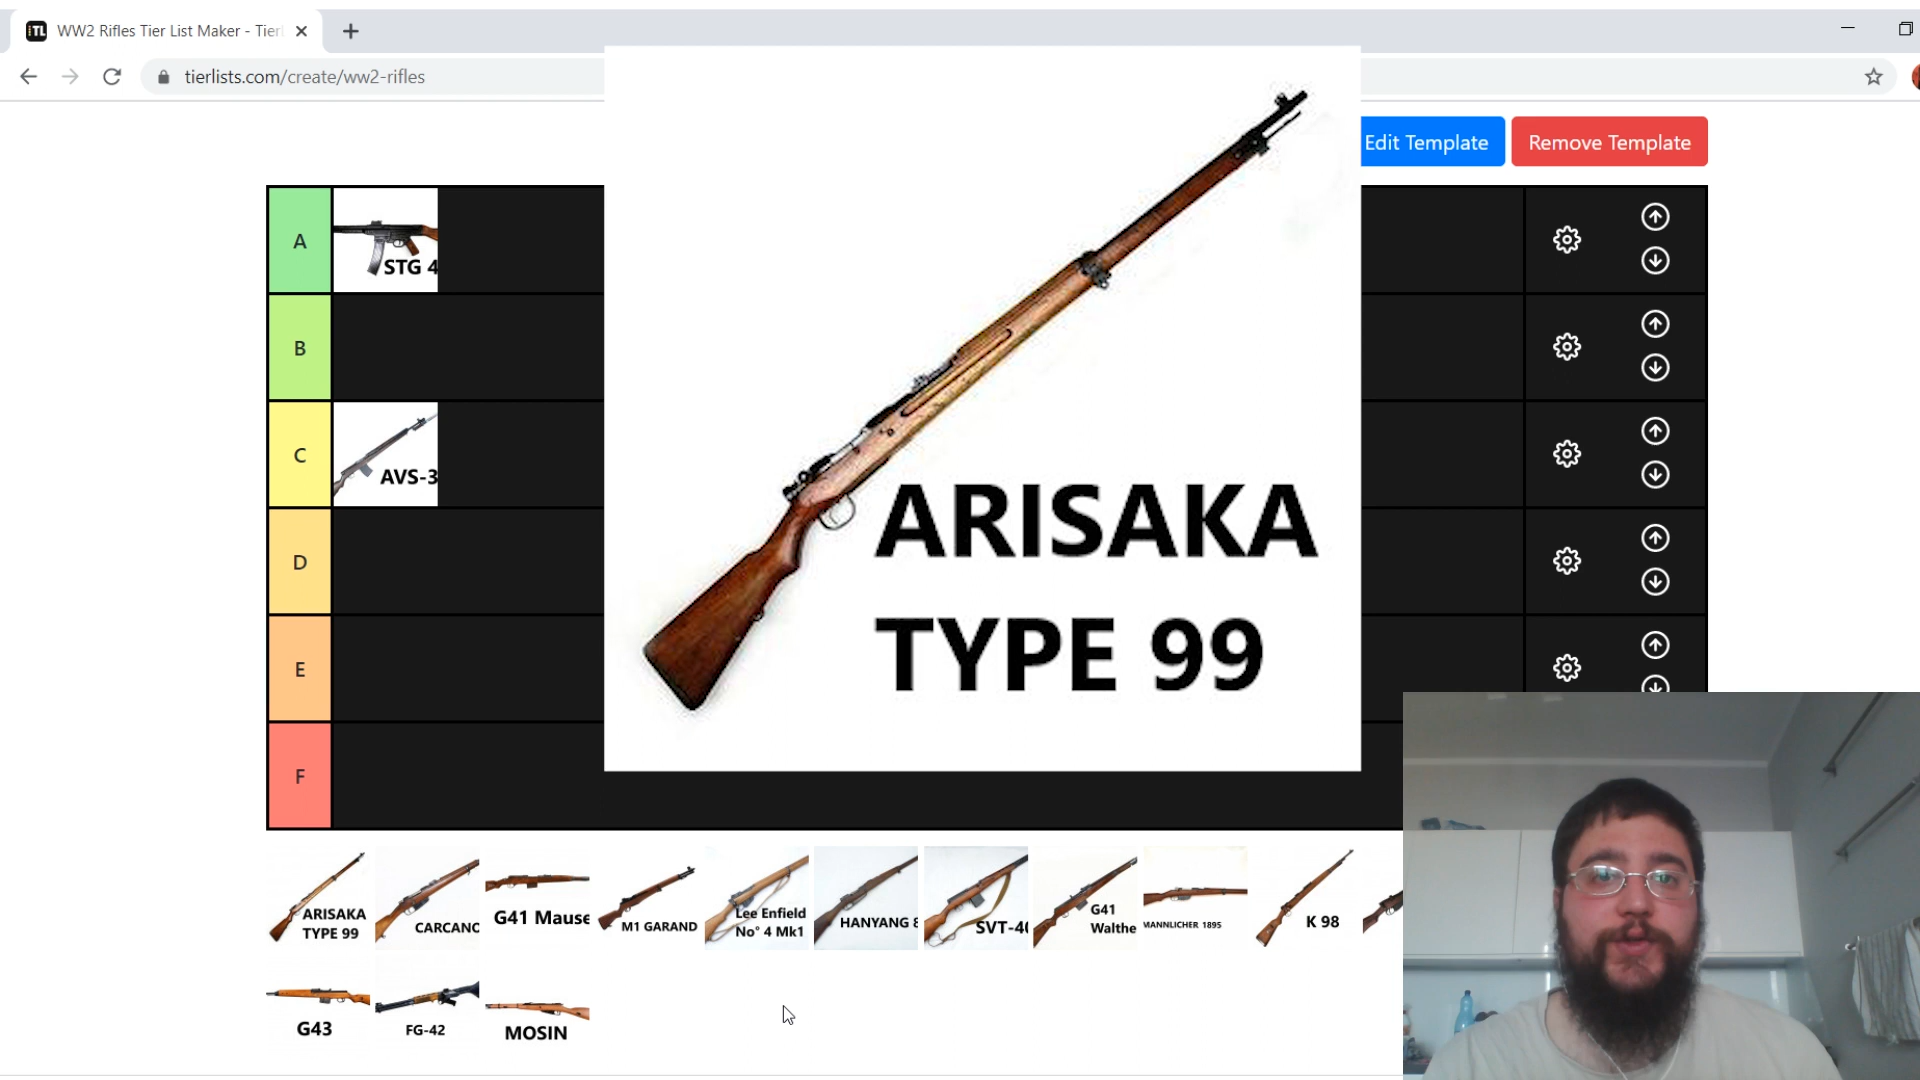 WW2 Rifles Tier List Maker - Tier
tierlists.com/create/ww2-rifles
Edit Template
Remove Template
A
STG 4
B
C
AVS-3
D
E
F
ARISAKA
TYPE 99
ARISAKA
TYPE 99
CARCANO
G41 Mause
M1 GARAND
Lee Enfield
No° 4 Mk1
HANYANG 8
SVT-40
G41
Walthe
MANNLICHER 1895
K 98
G43
FG-42
MOSIN